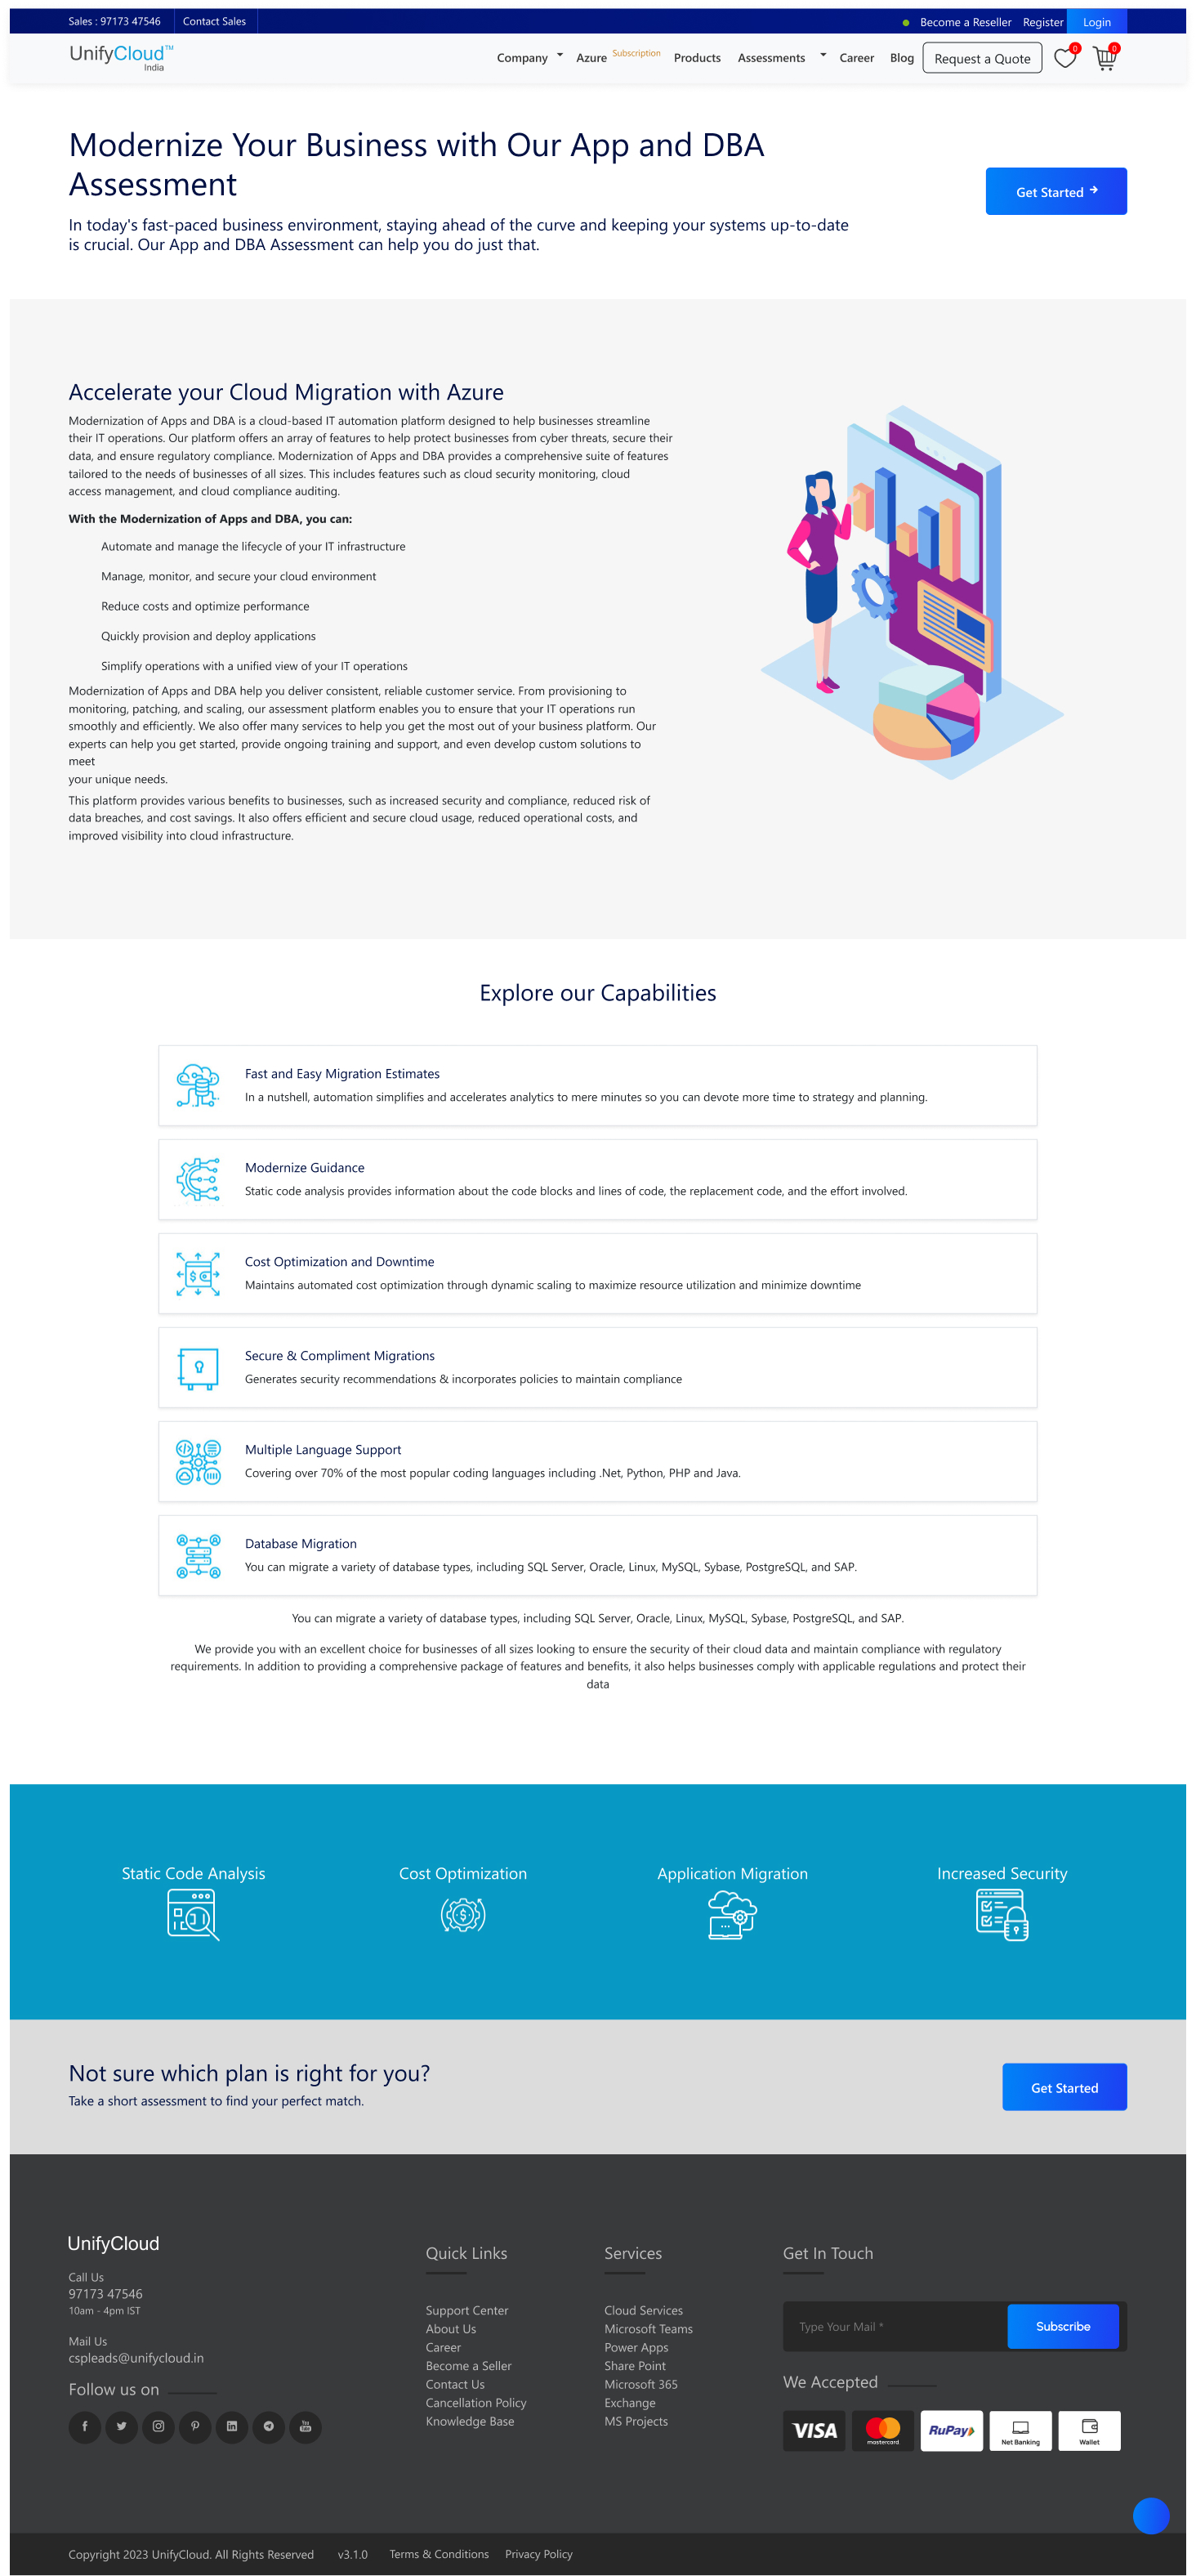 Sales : 97173 47546 Contact Sales Become a Reseller Register Login
UnifyCloud™
India
Company Azure Subscription Products Assessments Career Blog Request a Quote 0 0
Modernize Your Business with Our App and DBA
Assessment
Get Started
In today's fast-paced business environment, staying ahead of the curve and keeping your systems up-to-date
is crucial. Our App and DBA Assessment can help you do just that.
Accelerate your Cloud Migration with Azure
Modernization of Apps and DBA is a cloud-based IT automation platform designed to help businesses streamline
their IT operations. Our platform offers an array of features to help protect businesses from cyber threats, secure their
data, and ensure regulatory compliance. Modernization of Apps and DBA provides a comprehensive suite of features
tailored to the needs of businesses of all sizes. This includes features such as cloud security monitoring, cloud
access management, and cloud compliance auditing.
With the Modernization of Apps and DBA, you can:
Automate and manage the lifecycle of your IT infrastructure
Manage, monitor, and secure your cloud environment
Reduce costs and optimize performance
Quickly provision and deploy applications
Simplify operations with a unified view of your IT operations
Modernization of Apps and DBA help you deliver consistent, reliable customer service. From provisioning to
monitoring, patching, and scaling, our assessment platform enables you to ensure that your IT operations run
smoothly and efficiently. We also offer many services to help you get the most out of your business platform. Our
experts can help you get started, provide ongoing training and support, and even develop custom solutions to
meet
your unique needs.
This platform provides various benefits to businesses, such as increased security and compliance, reduced risk of
data breaches, and cost savings. It also offers efficient and secure cloud usage, reduced operational costs, and
improved visibility into cloud infrastructure.
Explore our Capabilities
Fast and Easy Migration Estimates
In a nutshell, automation simplifies and accelerates analytics to mere minutes so you can devote more time to strategy and planning.
Modernize Guidance
Static code analysis provides information about the code blocks and lines of code, the replacement code, and the effort involved.
Cost Optimization and Downtime
Maintains automated cost optimization through dynamic scaling to maximize resource utilization and minimize downtime
Secure & Compliment Migrations
Generates security recommendations & incorporates policies to maintain compliance
Multiple Language Support
Covering over 70% of the most popular coding languages including .Net, Python, PHP and Java.
Database Migration
You can migrate a variety of database types, including SQL Server, Oracle, Linux, MySQL, Sybase, PostgreSQL, and SAP.
You can migrate a variety of database types, including SQL Server, Oracle, Linux, MySQL, Sybase, PostgreSQL, and SAP.
We provide you with an excellent choice for businesses of all sizes looking to ensure the security of their cloud data and maintain compliance with regulatory
requirements. In addition to providing a comprehensive package of features and benefits, it also helps businesses comply with applicable regulations and protect their
data
Static Code Analysis Cost Optimization Application Migration Increased Security
Not sure which plan is right for you?
Take a short assessment to find your perfect match.
Get Started
UnifyCloud
Call Us
97173 47546
10am - 4pm IST
Mail Us
cspleads@unifycloud.in
Follow us on
Quick Links
Support Center
About Us
Career
Become a Seller
Contact Us
Cancellation Policy
Knowledge Base
Services
Cloud Services
Microsoft Teams
Power Apps
Share Point
Microsoft 365
Exchange
MS Projects
Get In Touch
Type Your Mail * Subscribe
We Accepted
VISA mastercard RuPay Net Banking Wallet
Copyright 2023 UnifyCloud. All Rights Reserved v3.1.0 Terms & Conditions Privacy Policy